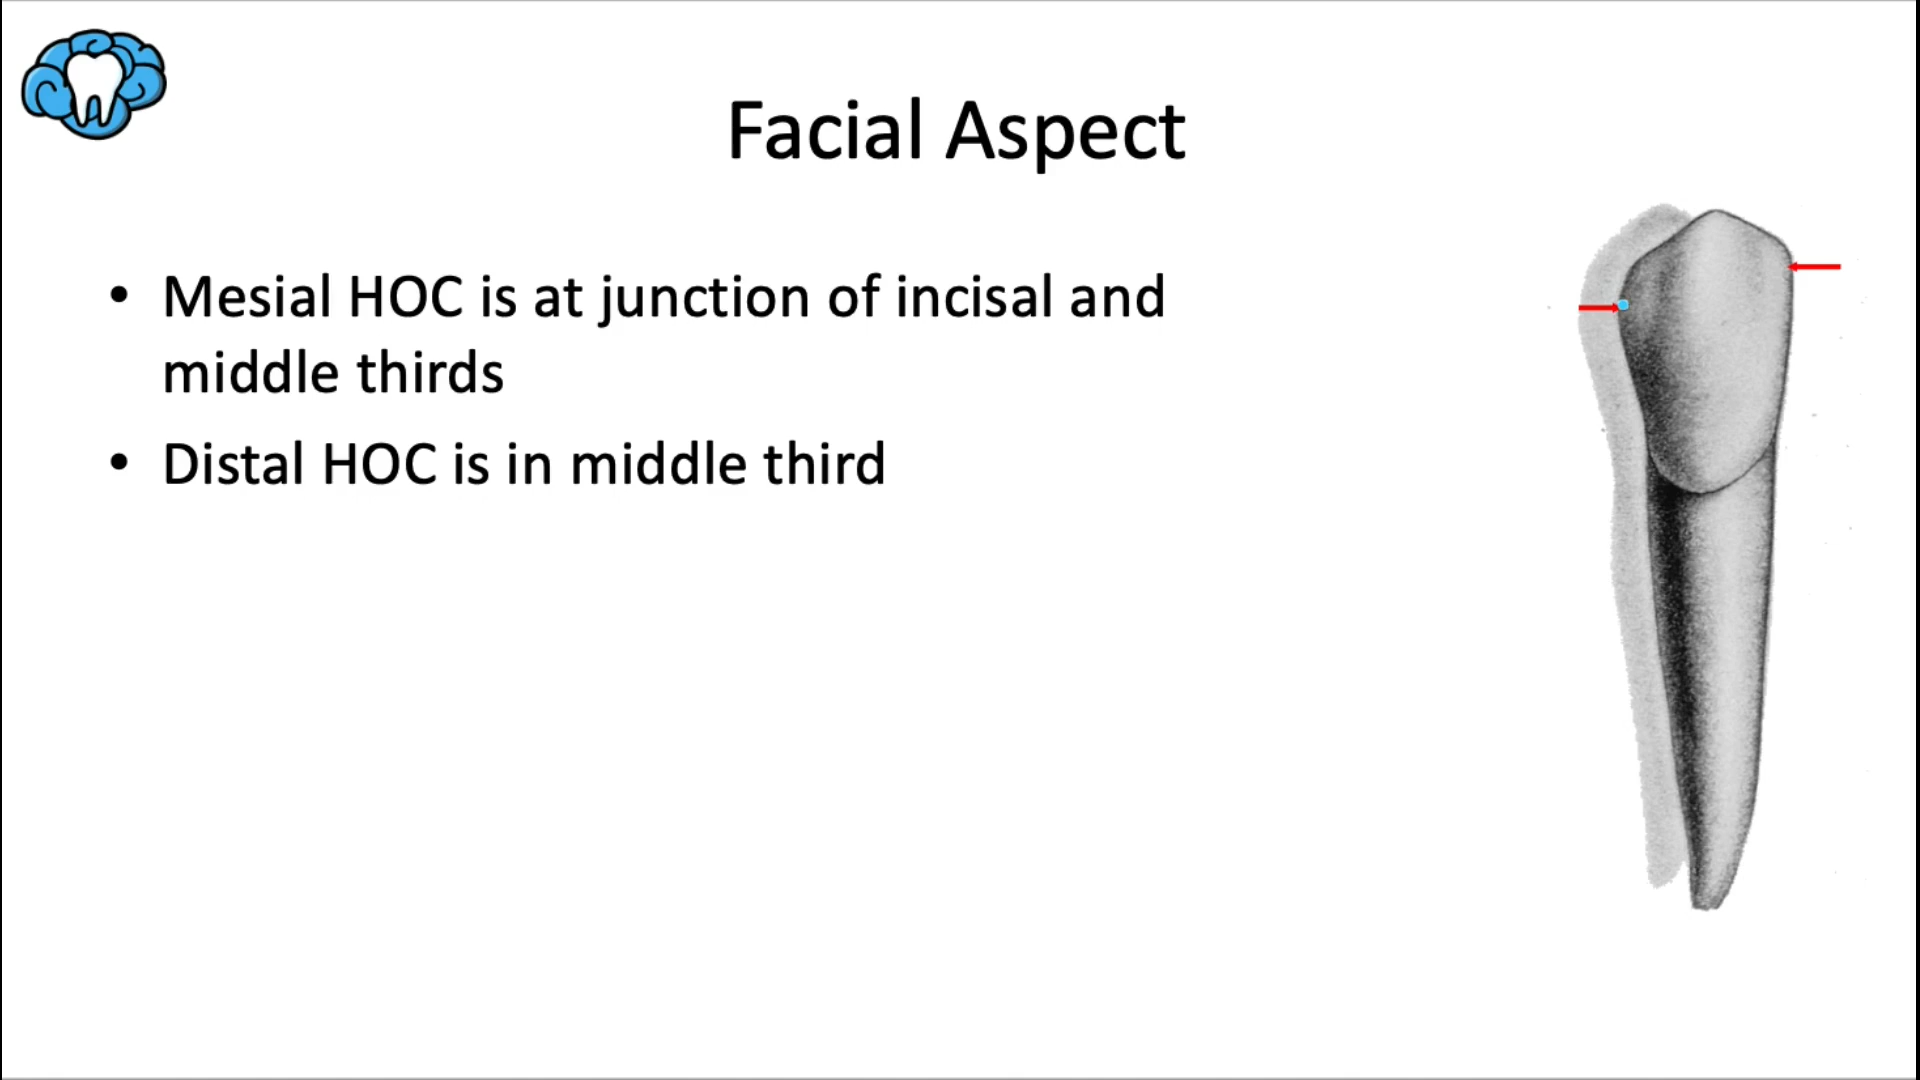 Facial Aspect
• Mesial HOC is at junction of incisal and
middle thirds
• Distal HOC is in middle third